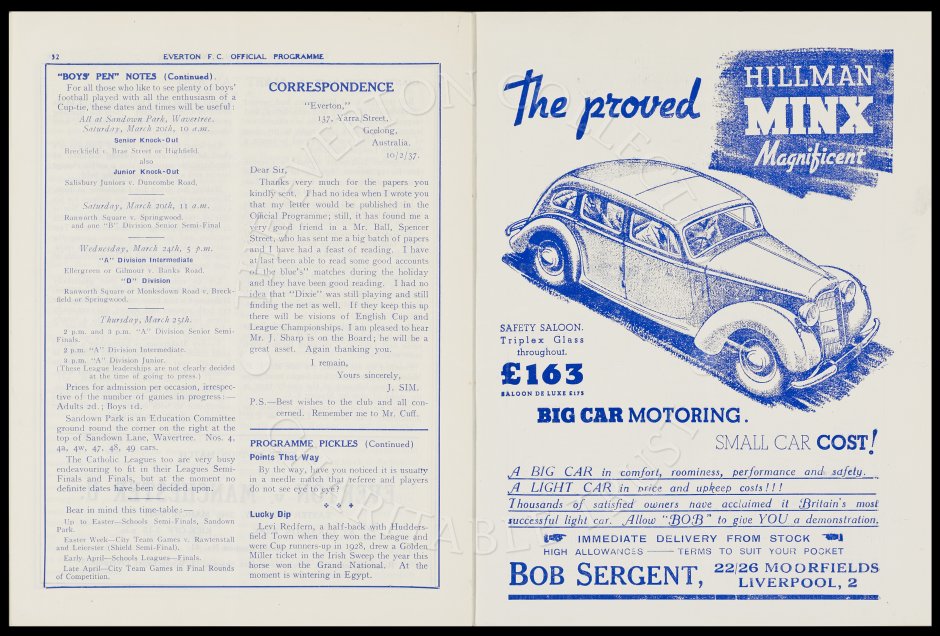 52
EVERTON F. C. OFFICIAL PROGRAMME
"BOYS' PEN" NOTES (Continued).
For all those who like to see plenty of boys'
football played with all the enthusiasm of a
Cup-tie, these dates and times will be useful:
All at Sandown Park, Wavertree.
Saturday, March 20th, 10 a.m.
Senior Knock-Out
Breckfield v. Brae Street or Highfield.
also
Junior Knock-Out
Salisbury Juniors v. Duncombe Road,
Saturday, March 20th, 11 a.m.
Ranworth Square v. Springwood.
and one "B" Division Senior Semi-Final
Wednesday, March 24th, 5 p.m.
"A" Division Intermediate
Ellergreen or Gilmour v. Banks Road.
"D" Division
Ranworth Square or Monksdown Road v. Breck-
field or Springwood.
Thursday, March 25th.
2 p.m. and 3 p.m. "A" Division Senior Semi-
Finals.
2 p.m. "A" Division Intermediate.
3 p.m. "A" Division Junior.
(These League leaderships are not clearly decided
at the time of going to press.)
Prices for admission per occasion, irrespec-
tive of the number of games in progress:—
Adults 2d.; Boys 1d.
Sandown Park is an Education Committee
ground round the corner on the right at the
top of Sandown Lane, Wavertree. Nos. 4,
4a, 4w, 47, 48, 49 cars.
The Catholic Leagues too are very busy
endeavouring to fit in their Leagues Semi-
Finals and Finals, but at the moment no
definite dates have been decided upon.
Bear in mind this time-table:—
Up to Easter—Schools Semi-Finals, Sandown
Park.
Easter Week—City Team Games v. Rawtenstall
and Leicester (Shield Semi-Final).
Early April—Schools Leagues—Finals.
Late April—City Team Games in Final Rounds
of Competition.
CORRESPONDENCE
"Everton,"
137, Yarra Street,
Geelong,
Australia.
10/2/37.
Dear Sir,
Thanks very much for the papers you
kindly sent. I had no idea when I wrote you
that my letter would be published in the
Official Programme; still, it has found me a
very good friend in a Mr. Ball, Spencer
Street, who has sent me a big batch of papers
and I have had a feast of reading. I have
at last been able to read some good accounts
of the blue's" matches during the holiday
and they have been good reading. I had no
idea that "Dixie" was still playing and still
finding the net as well. If they keep this up
there will be visions of English Cup and
League Championships. I am pleased to hear
Mr. J. Sharp is on the Board; he will be a
great asset. Again thanking you.
I remain,
Yours sincerely,
J. SIM.
P.S.—Best wishes to the club and all con-
cerned. Remember me to Mr. Cuff.
PROGRAMME PICKLES (Continued)
Points That Way
By the way, have you noticed it is usually
in a needle match that referee and players
do not see eye to eye?
Lucky Dip
Levi Redfern, a half-back with Hudders-
field Town when they won the League and
were Cup runners-up in 1928, drew a Golden
Miller ticket in the Irish Sweep the year this
horse won the Grand National. At the
moment is wintering in Egypt.
The proved
HILLMAN
MINX
Magnificent
SAFETY SALOON.
Triplex Glass
throughout.
£163
SALOON DE LUXE £175
BIG CAR MOTORING.
SMALL CAR COST!
A BIG CAR in comfort, roominess, performance and safety.
A LIGHT CAR in price and upkeep costs!!!
Thousands of satisfied owners have acclaimed it Britain's most
successful light car. Allow "BOB" to give YOU a demonstration.
IMMEDIATE DELIVERY FROM STOCK
HIGH ALLOWANCES — TERMS TO SUIT YOUR POCKET
BOB SERGENT, 22/26 MOORFIELDS
LIVERPOOL, 2